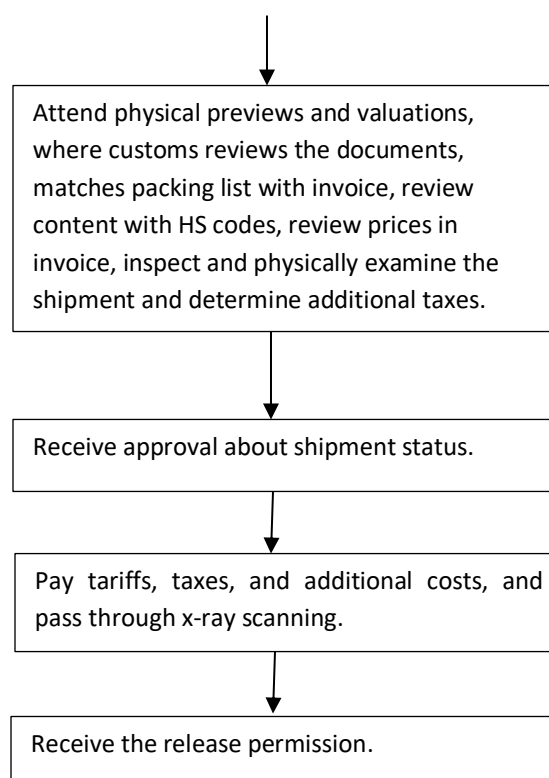 Attend physical previews and valuations,
where customs reviews the documents,
matches packing list with invoice, review
content with HS codes, review prices in
invoice, inspect and physically examine the
shipment and determine additional taxes.
Receive approval about shipment status.
Pay tariffs, taxes, and additional costs, and
pass through x-ray scanning.
Receive the release permission.